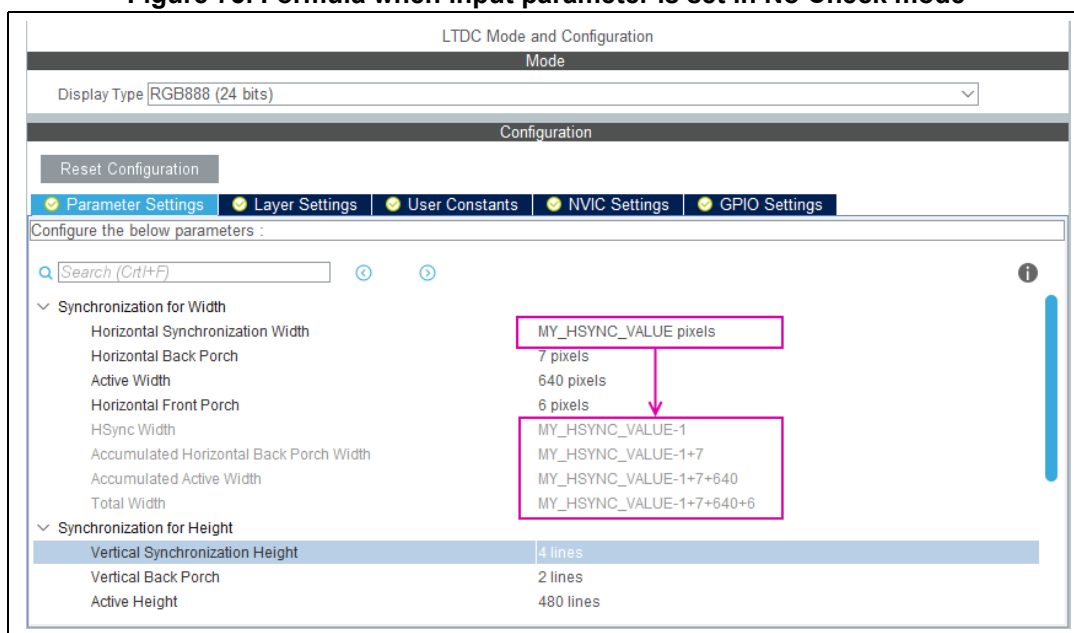 Figure 70. Formula when input parameter is set in No Check mode
LTDC Mode and Configuration
Mode
Display Type RGB888 (24 bits)
Configuration
Reset Configuration
Parameter Settings Layer Settings User Constants NVIC Settings GPIO Settings
Configure the below parameters :
Search (Crtl+F)
Synchronization for Width
Horizontal Synchronization Width MY_HSYNC_VALUE pixels
Horizontal Back Porch 7 pixels
Active Width 640 pixels
Horizontal Front Porch 6 pixels
HSync Width MY_HSYNC_VALUE-1
Accumulated Horizontal Back Porch Width MY_HSYNC_VALUE-1+7
Accumulated Active Width MY_HSYNC_VALUE-1+7+640
Total Width MY_HSYNC_VALUE-1+7+640+6
Synchronization for Height
Vertical Synchronization Height 4 lines
Vertical Back Porch 2 lines
Active Height 480 lines